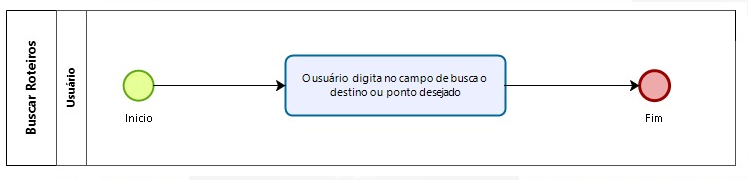 Buscar Roteiros
Usuário
O usuário digita no campo de busca o
destino ou ponto desejado
Inicio
Fim